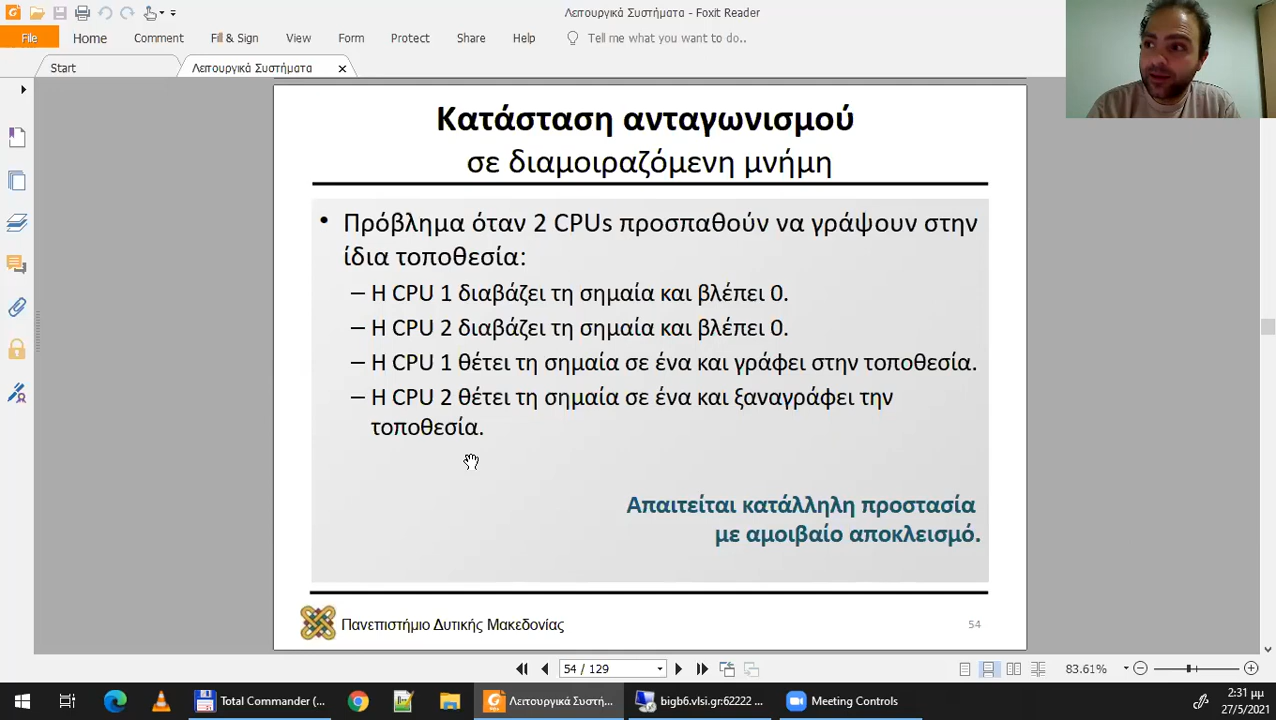 Λειτουργικά Συστήματα - Foxit Reader
File Home Comment Fill & Sign View Form Protect Share Help Tell me what you want to do..
Start Λειτουργικά Συστήματα
Κατάσταση ανταγωνισμού
σε διαμοιραζόμενη μνήμη
• Πρόβλημα όταν 2 CPUs προσπαθούν να γράψουν στην
ίδια τοποθεσία:
– Η CPU 1 διαβάζει τη σημαία και βλέπει 0.
– Η CPU 2 διαβάζει τη σημαία και βλέπει 0.
– Η CPU 1 θέτει τη σημαία σε ένα και γράφει στην τοποθεσία.
– Η CPU 2 θέτει τη σημαία σε ένα και ξαναγράφει την
τοποθεσία.
Απαιτείται κατάλληλη προστασία
με αμοιβαίο αποκλεισμό.
Πανεπιστήμιο Δυτικής Μακεδονίας 54
54 / 129 83.61%
Total Commander (... Λειτουργικά Συστή... bigb6.vlsi.gr:62222 ... Meeting Controls 2:31 μμ
27/5/2021